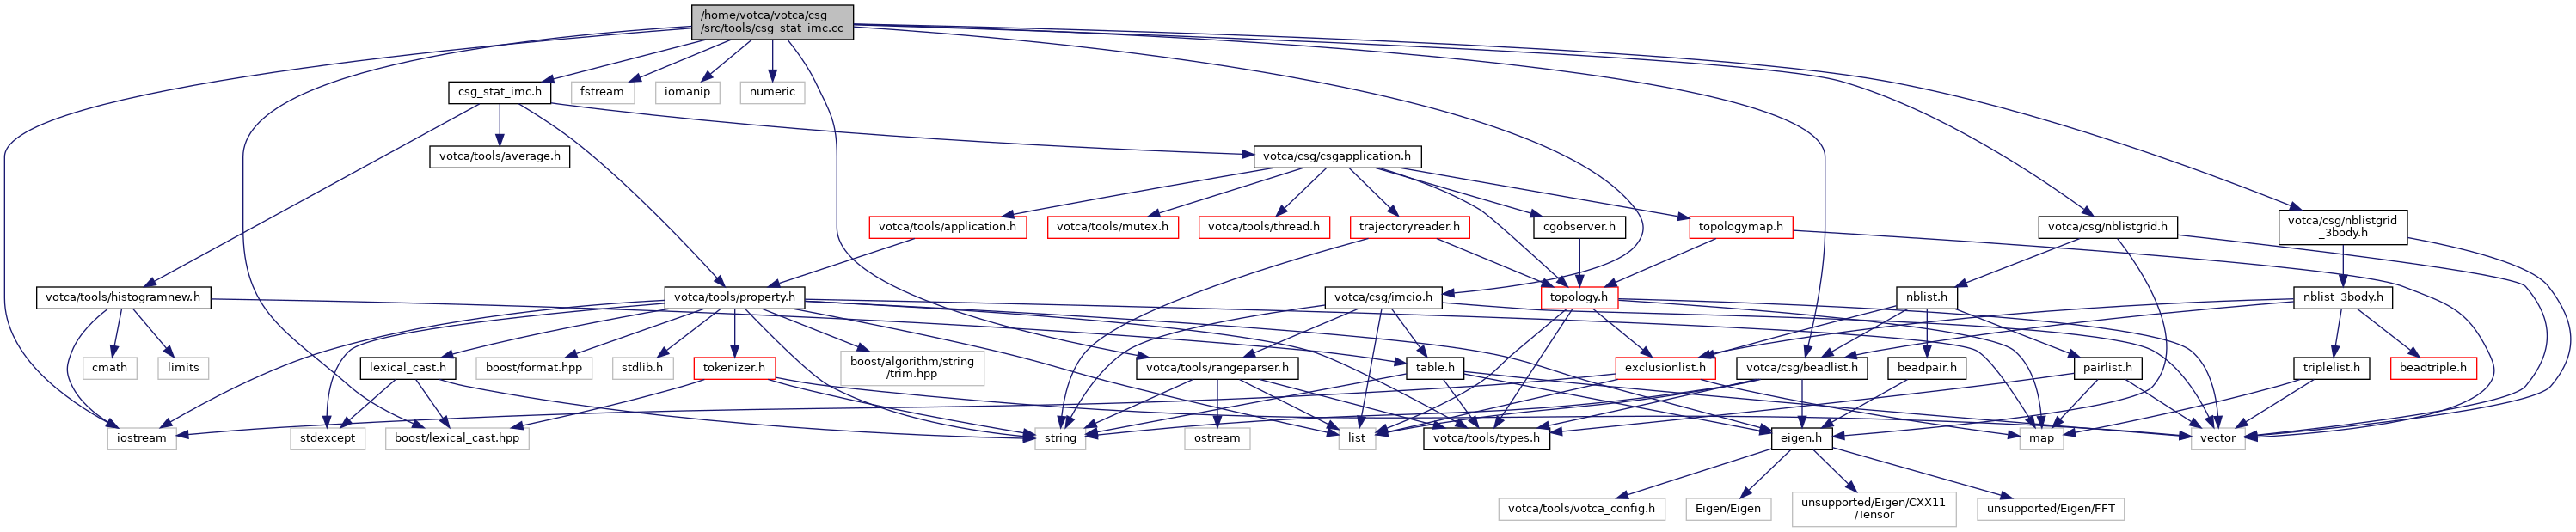 /home/votca/votca/csg
/src/tools/csg_stat_imc.cc
csg_stat_imc.h
fstream
iomanip
numeric
votca/tools/average.h
votca/csg/csgapplication.h
votca/tools/application.h
votca/tools/mutex.h
votca/tools/thread.h
trajectoryreader.h
cgobserver.h
topologymap.h
votca/csg/nblistgrid.h
votca/csg/nblistgrid
_3body.h
votca/tools/histogramnew.h
votca/tools/property.h
votca/csg/imcio.h
topology.h
nblist.h
nblist_3body.h
cmath
limits
lexical_cast.h
boost/format.hpp
stdlib.h
tokenizer.h
boost/algorithm/string
/trim.hpp
votca/tools/rangeparser.h
table.h
exclusionlist.h
votca/csg/beadlist.h
beadpair.h
pairlist.h
triplelist.h
beadtriple.h
iostream
stdexcept
boost/lexical_cast.hpp
string
ostream
list
votca/tools/types.h
eigen.h
map
vector
votca/tools/votca_config.h
Eigen/Eigen
unsupported/Eigen/CXX11
/Tensor
unsupported/Eigen/FFT